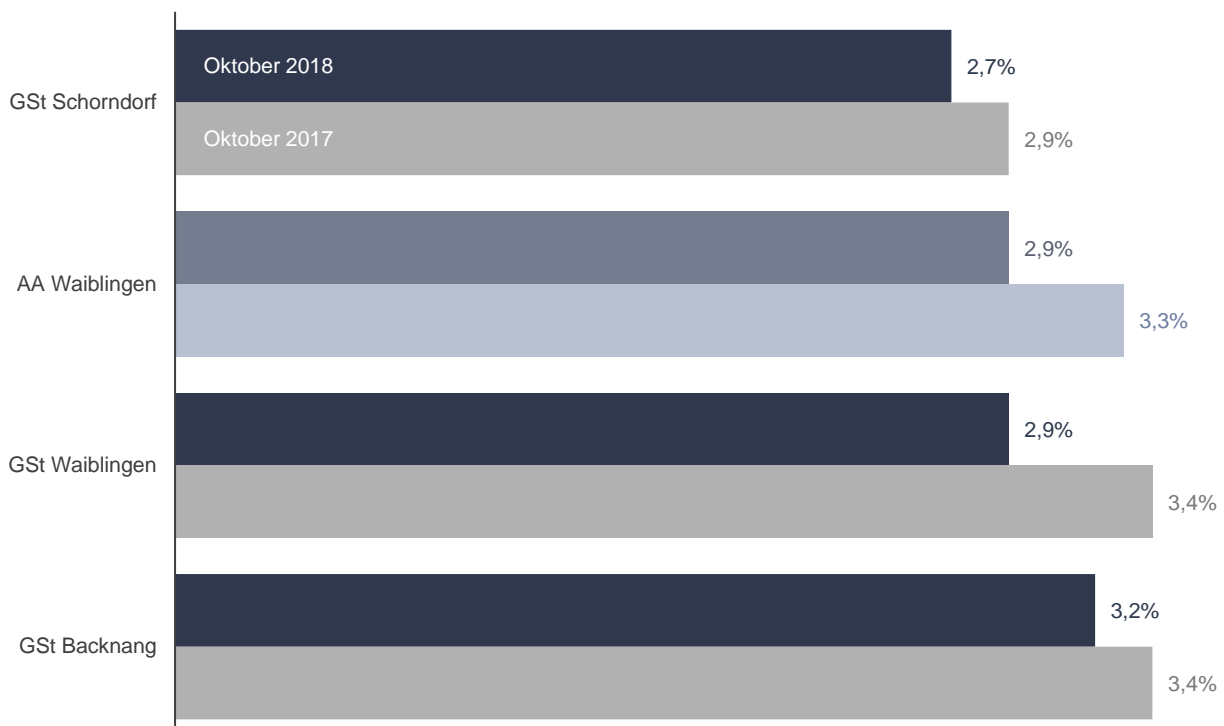 Oktober 2018
2,7%
GSt Schorndorf
Oktober 2017
2,9%
2,9%
AA Waiblingen
3,3%
2,9%
GSt Waiblingen
3,4%
3,2%
GSt Backnang
3,4%